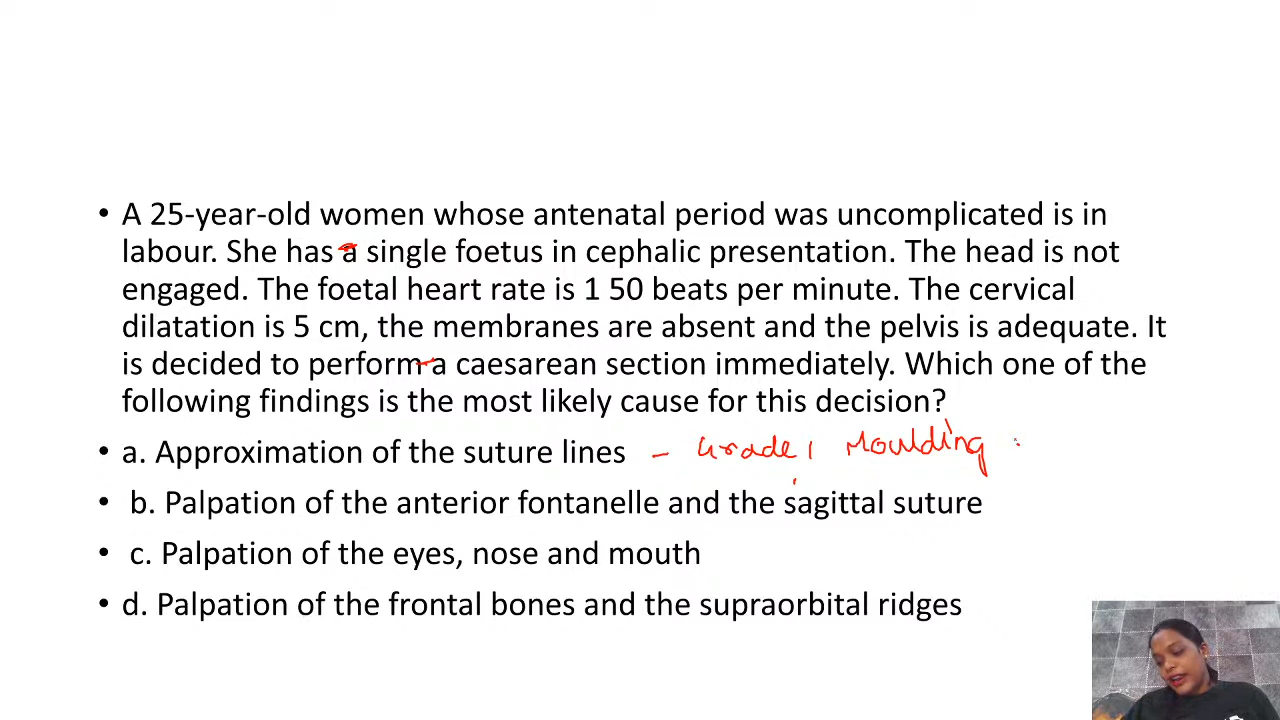 • A 25-year-old women whose antenatal period was uncomplicated is in
labour. She has a single foetus in cephalic presentation. The head is not
engaged. The foetal heart rate is 1 50 beats per minute. The cervical
dilatation is 5 cm, the membranes are absent and the pelvis is adequate. It
is decided to perform a caesarean section immediately. Which one of the
following findings is the most likely cause for this decision?
• a. Approximation of the suture lines - Grade 1 Moulding
• b. Palpation of the anterior fontanelle and the sagittal suture
• c. Palpation of the eyes, nose and mouth
• d. Palpation of the frontal bones and the supraorbital ridges